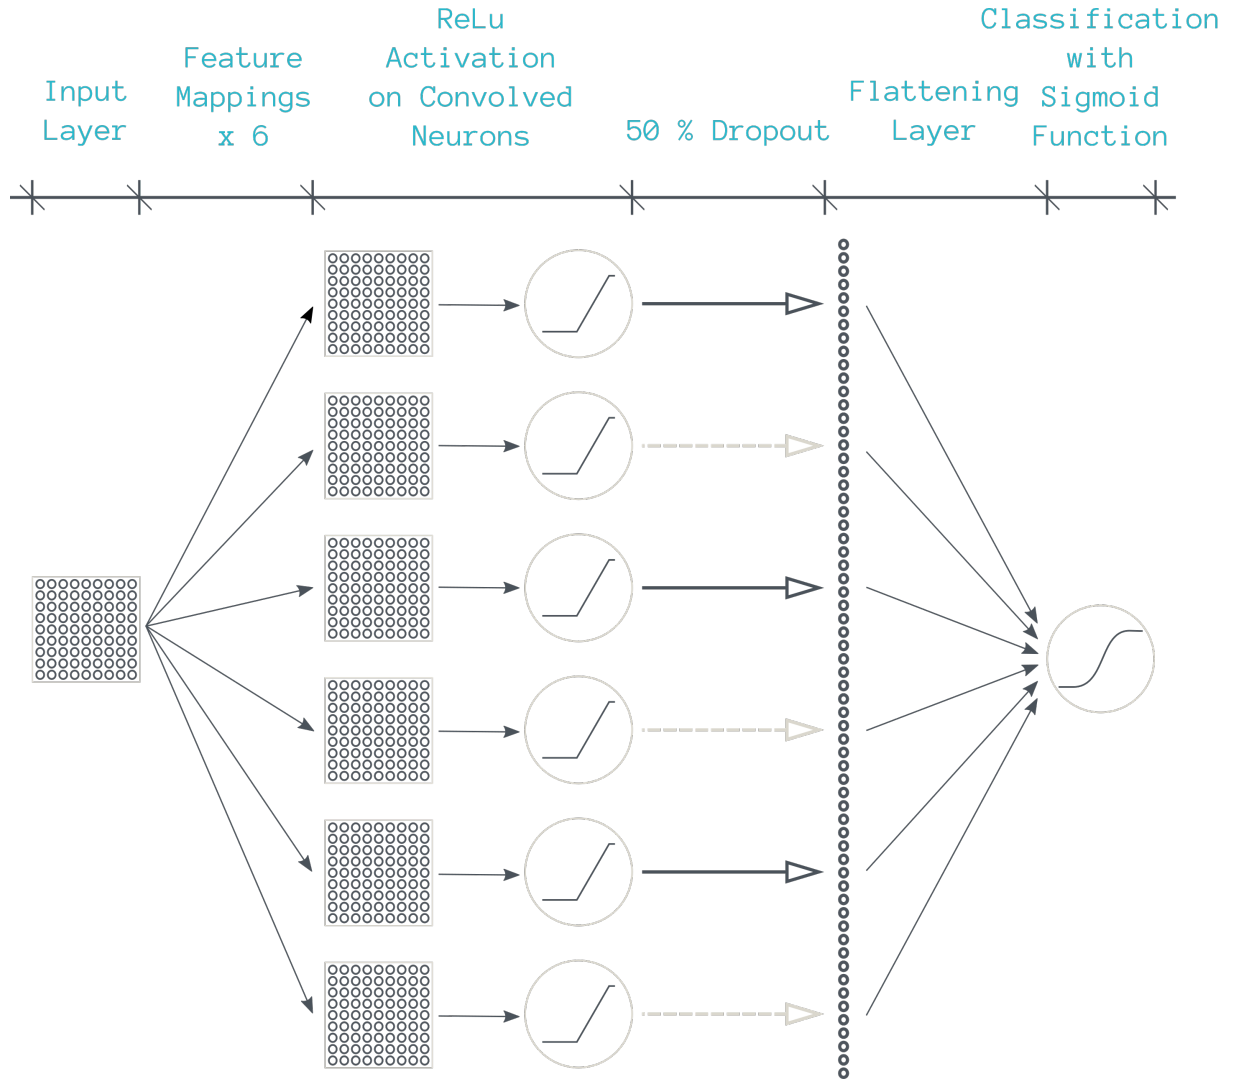 Input
Layer
Feature
Mappings
x 6
ReLu
Activation
on Convolved
Neurons
50 % Dropout
Flattening
Layer
Classification
with
Sigmoid
Function